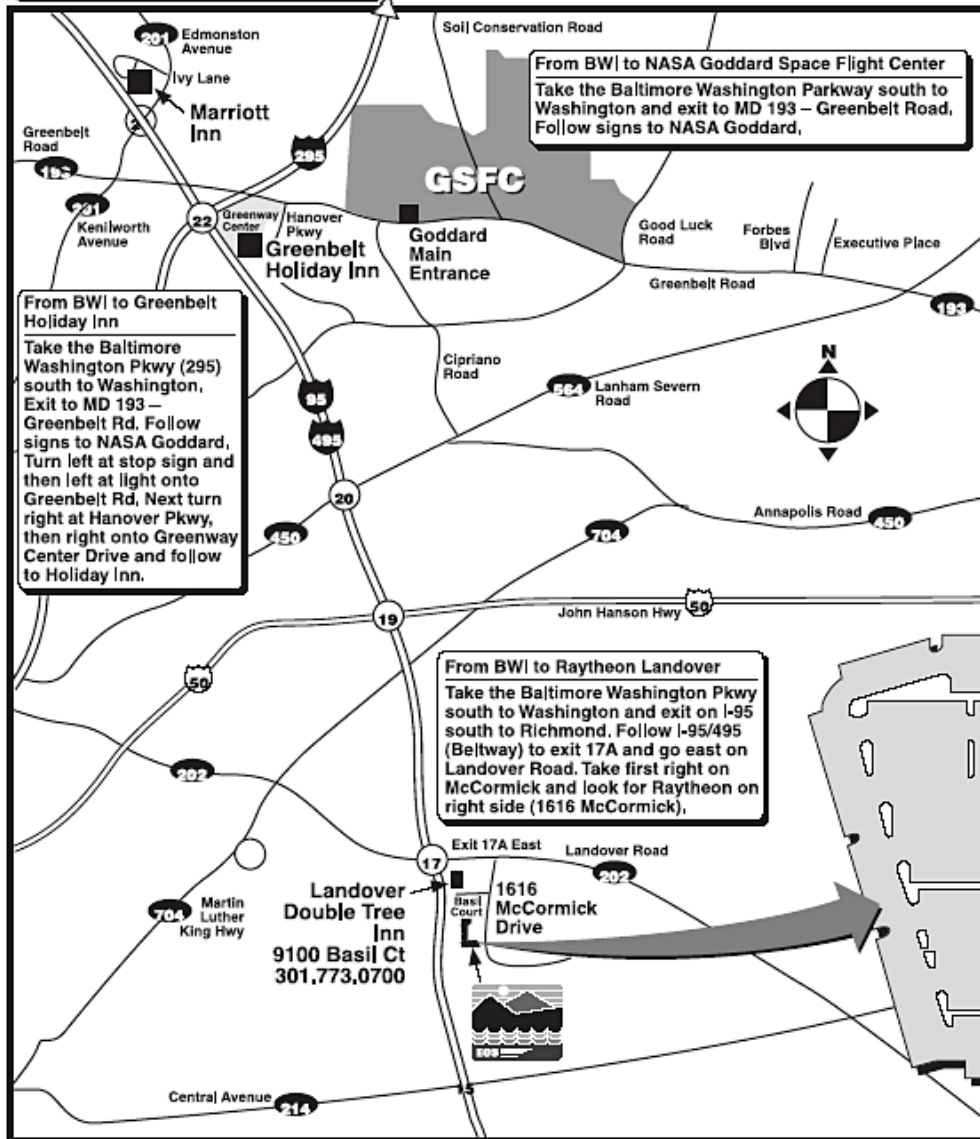 Soil Conservation Road
201
Edmonston
Avenue
Ivy Lane
Marriott
Inn
From BWI to NASA Goddard Space Flight Center
Take the Baltimore Washington Parkway south to
Washington and exit to MD 193 – Greenbelt Road.
Follow signs to NASA Goddard.
Greenbelt
Road
193
295
GSFC
201
Kenilworth
Avenue
22
Greenway
Center
Hanover
Pkwy
Greenbelt
Holiday Inn
Goddard
Main
Entrance
Good Luck
Road
Forbes
Blvd
Executive Place
Greenbelt Road
193
From BWI to Greenbelt
Holiday Inn
Take the Baltimore
Washington Pkwy (295)
south to Washington.
Exit to MD 193 –
Greenbelt Rd. Follow
signs to NASA Goddard.
Turn left at stop sign and
then left at light onto
Greenbelt Rd. Next turn
right at Hanover Pkwy,
then right onto Greenway
Center Drive and follow
to Holiday Inn.
Cipriano
Road
564
Lanham Severn
Road
N
95
495
20
450
704
Annapolis Road
450
19
John Hanson Hwy
50
50
From BWI to Raytheon Landover
Take the Baltimore Washington Pkwy
south to Washington and exit on I-95
south to Richmond. Follow I-95/495
(Beltway) to exit 17A and go east on
Landover Road. Take first right on
McCormick and look for Raytheon on
right side (1616 McCormick).
202
17
Exit 17A East
Landover Road
202
704
Martin
Luther
King Hwy
Landover
Double Tree
Inn
9100 Basil Ct
301.773.0700
Basil
Court
1616
McCormick
Drive
EOS
15
Central Avenue
214